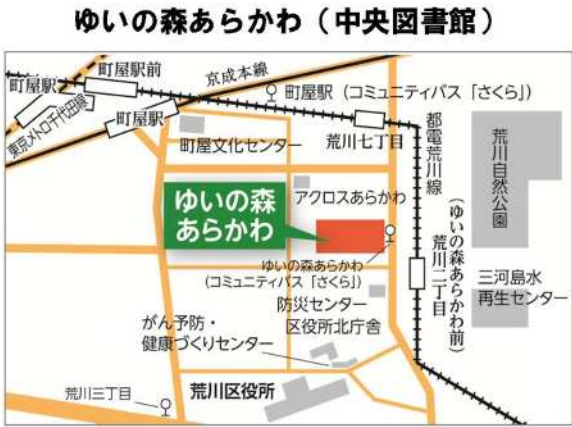 ゆいの森あらかわ（中央図書館）
町屋駅前
京成本線
町屋駅
町屋駅（コミュニティバス「さくら」）
町屋駅
東京メトロ千代田線
都電荒川線
荒川自然公園
町屋文化センター
荒川七丁目
アクロスあらかわ
ゆいの森
あらかわ
荒川二丁目
（ゆいの森あらかわ前）
ゆいの森あらかわ
（コミュニティバス「さくら」）
三河島水
再生センター
防災センター
区役所北庁舎
がん予防・
健康づくりセンター
荒川三丁目
荒川区役所